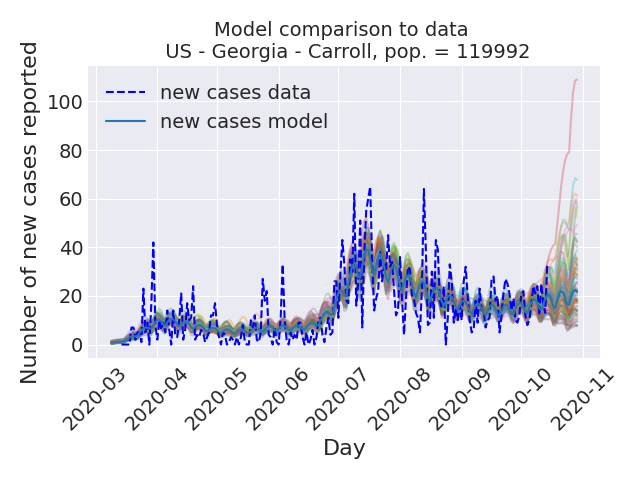 Model comparison to data
US - Georgia - Carroll, pop. = 119992
Number of new cases reported
100
80
60
40
20
0
new cases data
new cases model
2020-03
2020-04
2020-05
2020-06
2020-07
2020-08
2020-09
2020-10
2020-11
Day